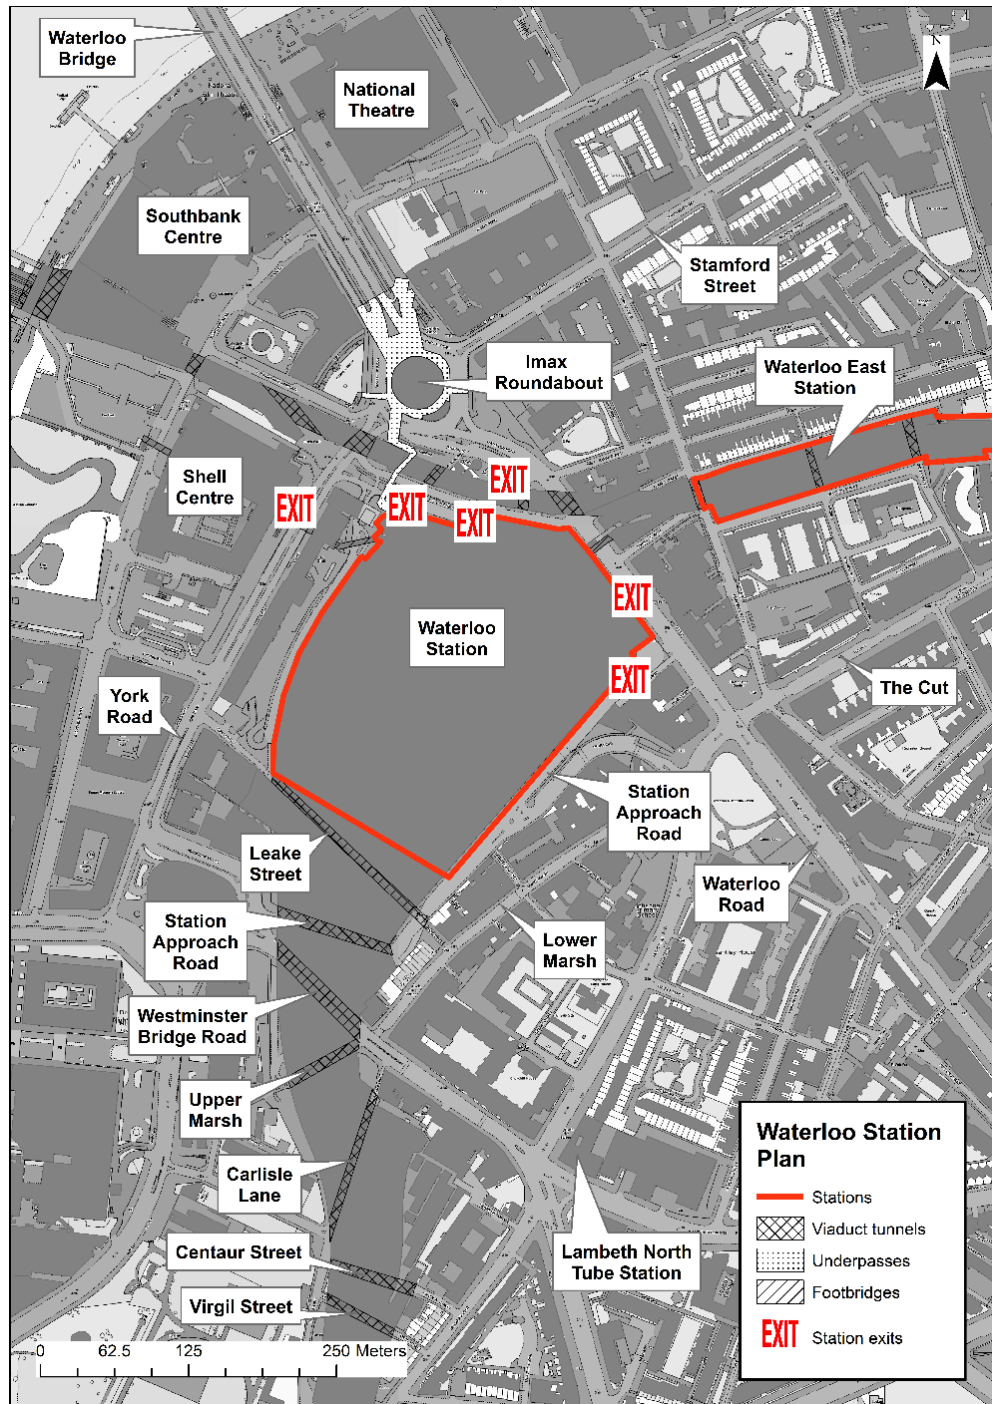 Waterloo
Bridge
National
Theatre
N
Southbank
Centre
Stamford
Street
Imax
Roundabout
Waterloo East
Station
Shell
Centre
EXIT
EXIT
EXIT
EXIT
EXIT
EXIT
Waterloo
Station
York
Road
The Cut
Station
Approach
Road
Leake
Street
Waterloo
Road
Station
Approach
Road
Lower
Marsh
Westminster
Bridge Road
Upper
Marsh
Carlisle
Lane
Centaur Street
Lambeth North
Tube Station
Virgil Street
Waterloo Station
Plan
Stations
Viaduct tunnels
Underpasses
Footbridges
EXIT Station exits
0 62.5 125 250 Meters